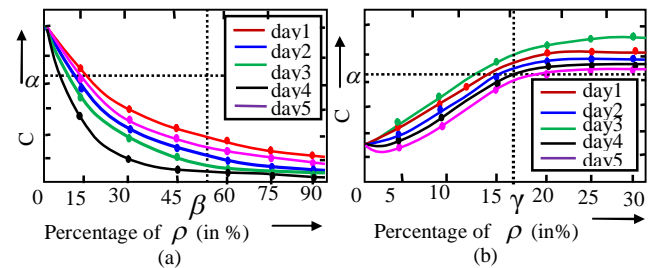 day1
day2
day3
day4
day5
α
C
0 15 30 45 60 75 90
β
Percentage of ρ (in %)
(a)
day1
day2
day3
day4
day5
α
C
0 5 10 15 20 25 30
γ
Percentage of ρ (in%)
(b)